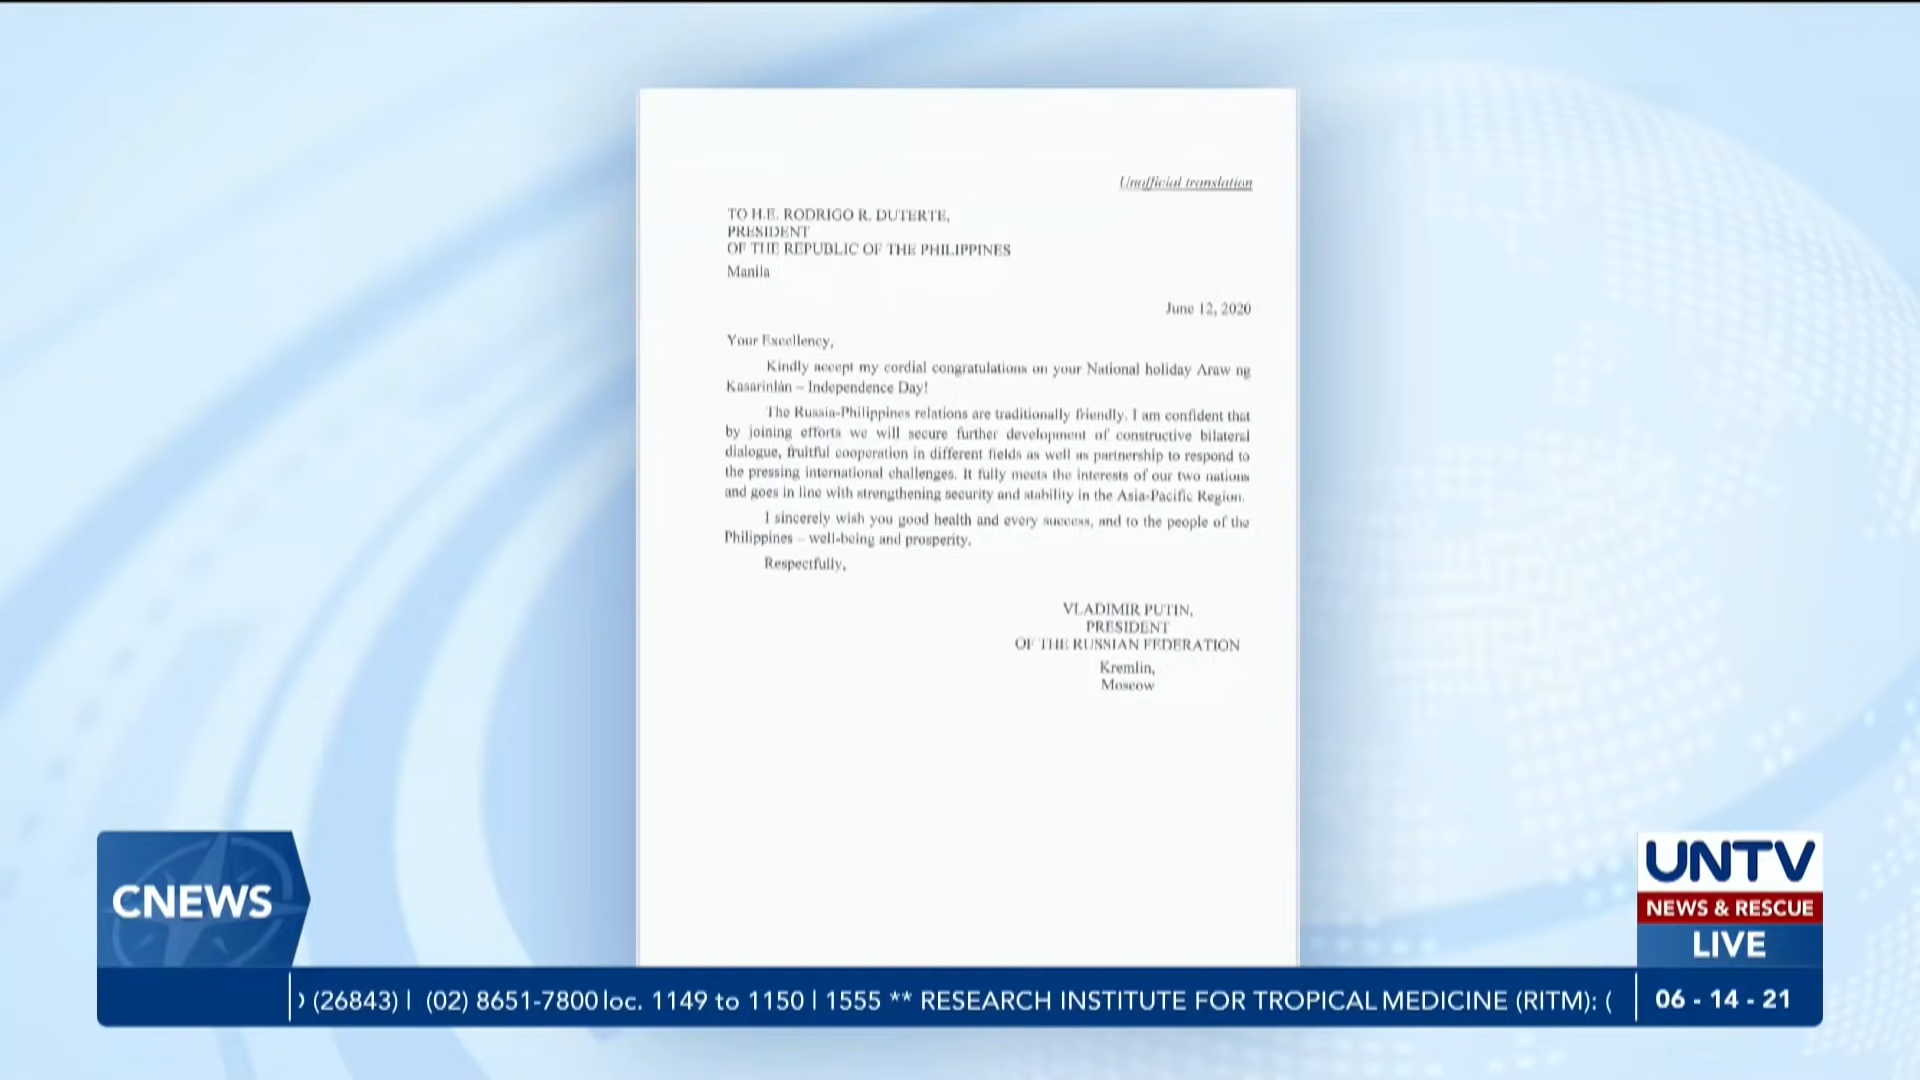 Unofficial translation
TO H.E. RODRIGO R. DUTERTE,
PRESIDENT
OF THE REPUBLIC OF THE PHILIPPINES
Manila
June 12, 2020
Your Excellency,
Kindly accept my cordial congratulations on your National holiday Araw ng
Kasarinlán – Independence Day!
The Russia-Philippines relations are traditionally friendly. I am confident that
by joining efforts we will secure further development of constructive bilateral
dialogue, fruitful cooperation in different fields as well as partnership to respond to
the pressing international challenges. It fully meets the interests of our two nations
and goes in line with strengthening security and stability in the Asia-Pacific Region.
I sincerely wish you good health and every success, and to the people of the
Philippines – well-being and prosperity.
Respectfully,
VLADIMIR PUTIN,
PRESIDENT
OF THE RUSSIAN FEDERATION
Kremlin,
Moscow
CNEWS
UNTV
NEWS & RESCUE
LIVE
) (26843) | (02) 8651-7800 loc. 1149 to 1150 | 1555 ** RESEARCH INSTITUTE FOR TROPICAL MEDICINE (RITM): (
06 - 14 - 21